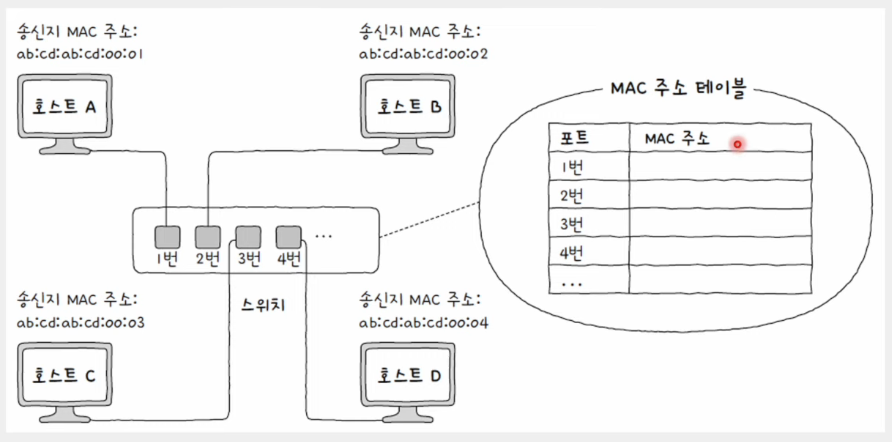 송신지 MAC 주소:
ab:cd:ab:cd:00:01
호스트 A
송신지 MAC 주소:
ab:cd:ab:cd:00:02
호스트 B
MAC 주소 테이블
포트 MAC 주소
1번
2번
3번
4번
...
1번 2번 3번 4번 ...
스위치
송신지 MAC 주소:
ab:cd:ab:cd:00:03
호스트 C
송신지 MAC 주소:
ab:cd:ab:cd:00:04
호스트 D